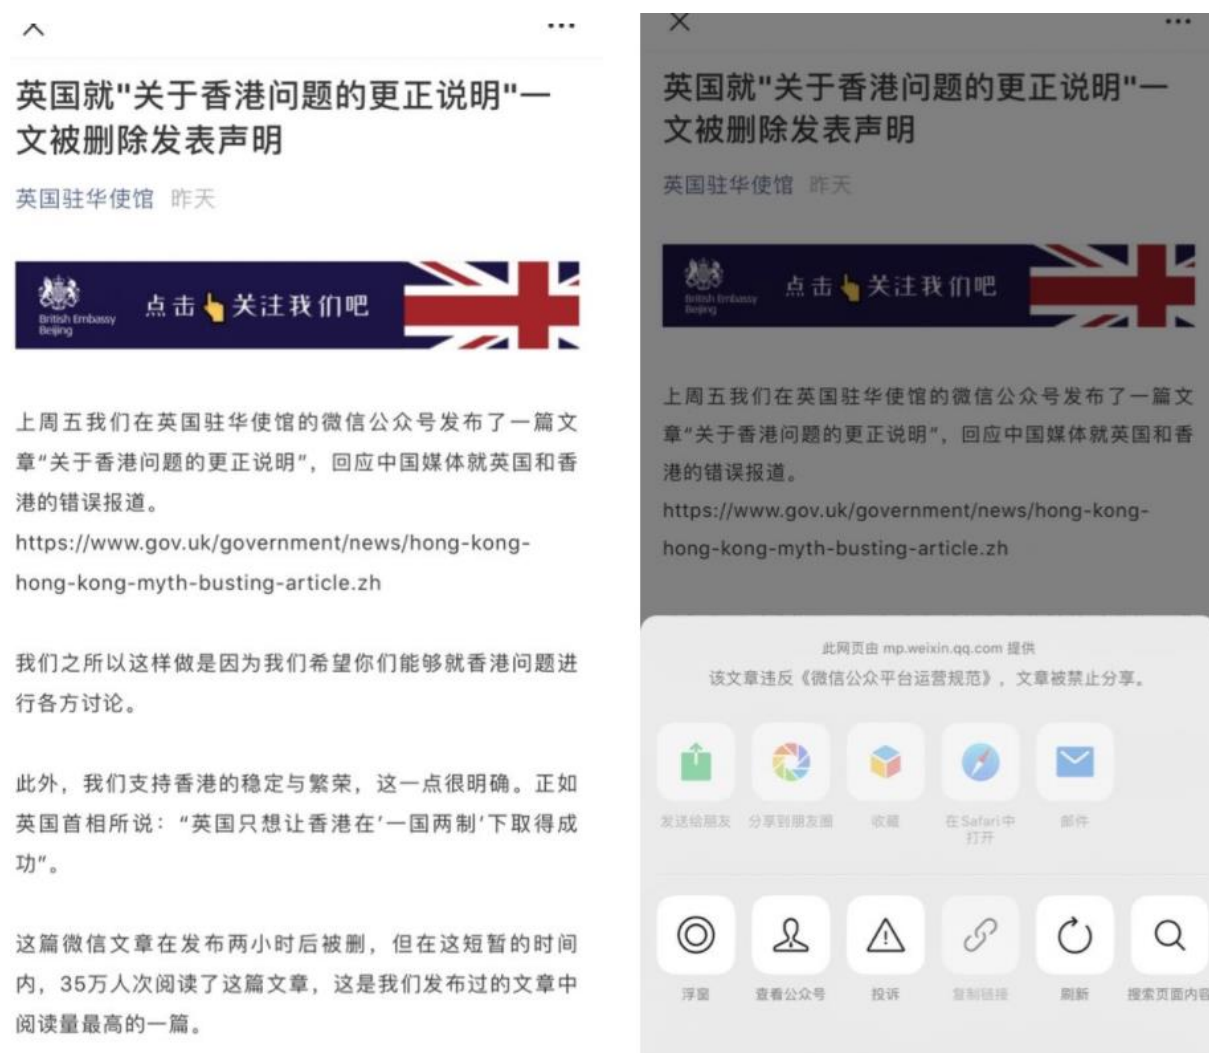 英国就"关于香港问题的更正说明"一
文被删除发表声明
英国驻华使馆 昨天
British Embassy
Beijing
点击👆关注我们吧
上周五我们在英国驻华使馆的微信公众号发布了一篇文
章“关于香港问题的更正说明”，回应中国媒体就英国和香
港的错误报道。
https://www.gov.uk/government/news/hong-kong-
hong-kong-myth-busting-article.zh
我们之所以这样做是因为我们希望你们能够就香港问题进
行各方讨论。
此外，我们支持香港的稳定与繁荣，这一点很明确。正如
英国首相所说：“英国只想让香港在‘一国两制’下取得成
功”。
这篇微信文章在发布两小时后被删，但在这短暂的时间
内，35万人次阅读了这篇文章，这是我们发布过的文章中
阅读量最高的一篇。
英国就"关于香港问题的更正说明"一
文被删除发表声明
英国驻华使馆 昨天
British Embassy
Beijing
点击👆关注我们吧
上周五我们在英国驻华使馆的微信公众号发布了一篇文
章“关于香港问题的更正说明”，回应中国媒体就英国和香
港的错误报道。
https://www.gov.uk/government/news/hong-kong-
hong-kong-myth-busting-article.zh
此网页由 mp.weixin.qq.com 提供
该文章违反《微信公众平台运营规范》，文章被禁止分享。
发送给朋友 分享到朋友圈 收藏 在Safari中 邮件
打开
浮窗 查看公众号 投诉 复制链接 刷新 搜索页面内容